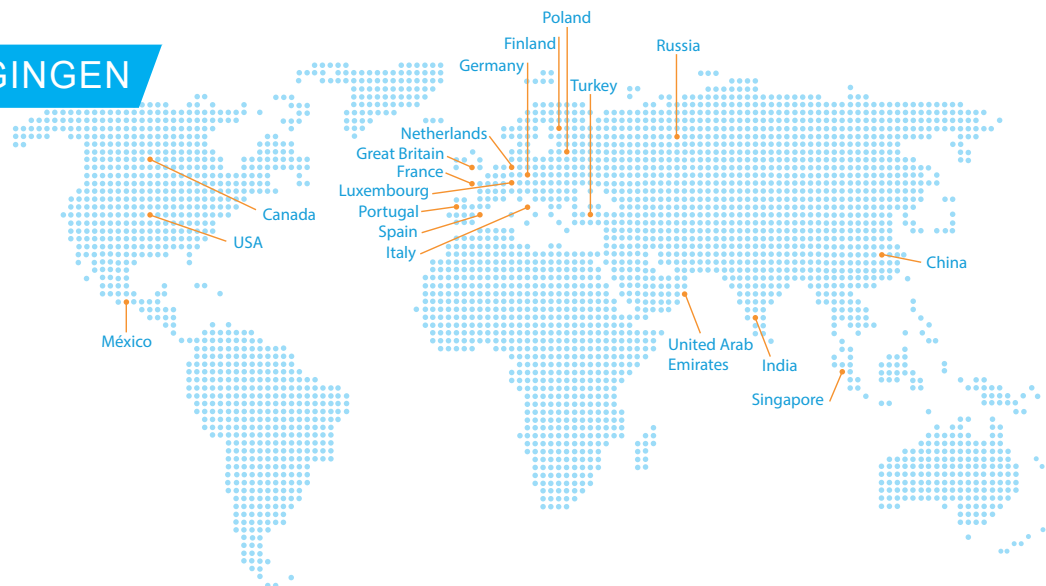 GINGEN
Poland
Finland
Russia
Germany
Turkey
Netherlands
Great Britain
France
Luxembourg
Portugal
Spain
Italy
Canada
USA
México
China
United Arab
Emirates
India
Singapore